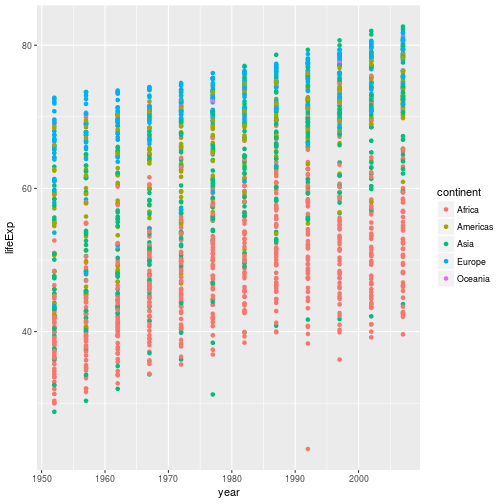 80
60
40
lifeExp
1950
1960
1970
1980
1990
2000
year
continent
Africa
Americas
Asia
Europe
Oceania